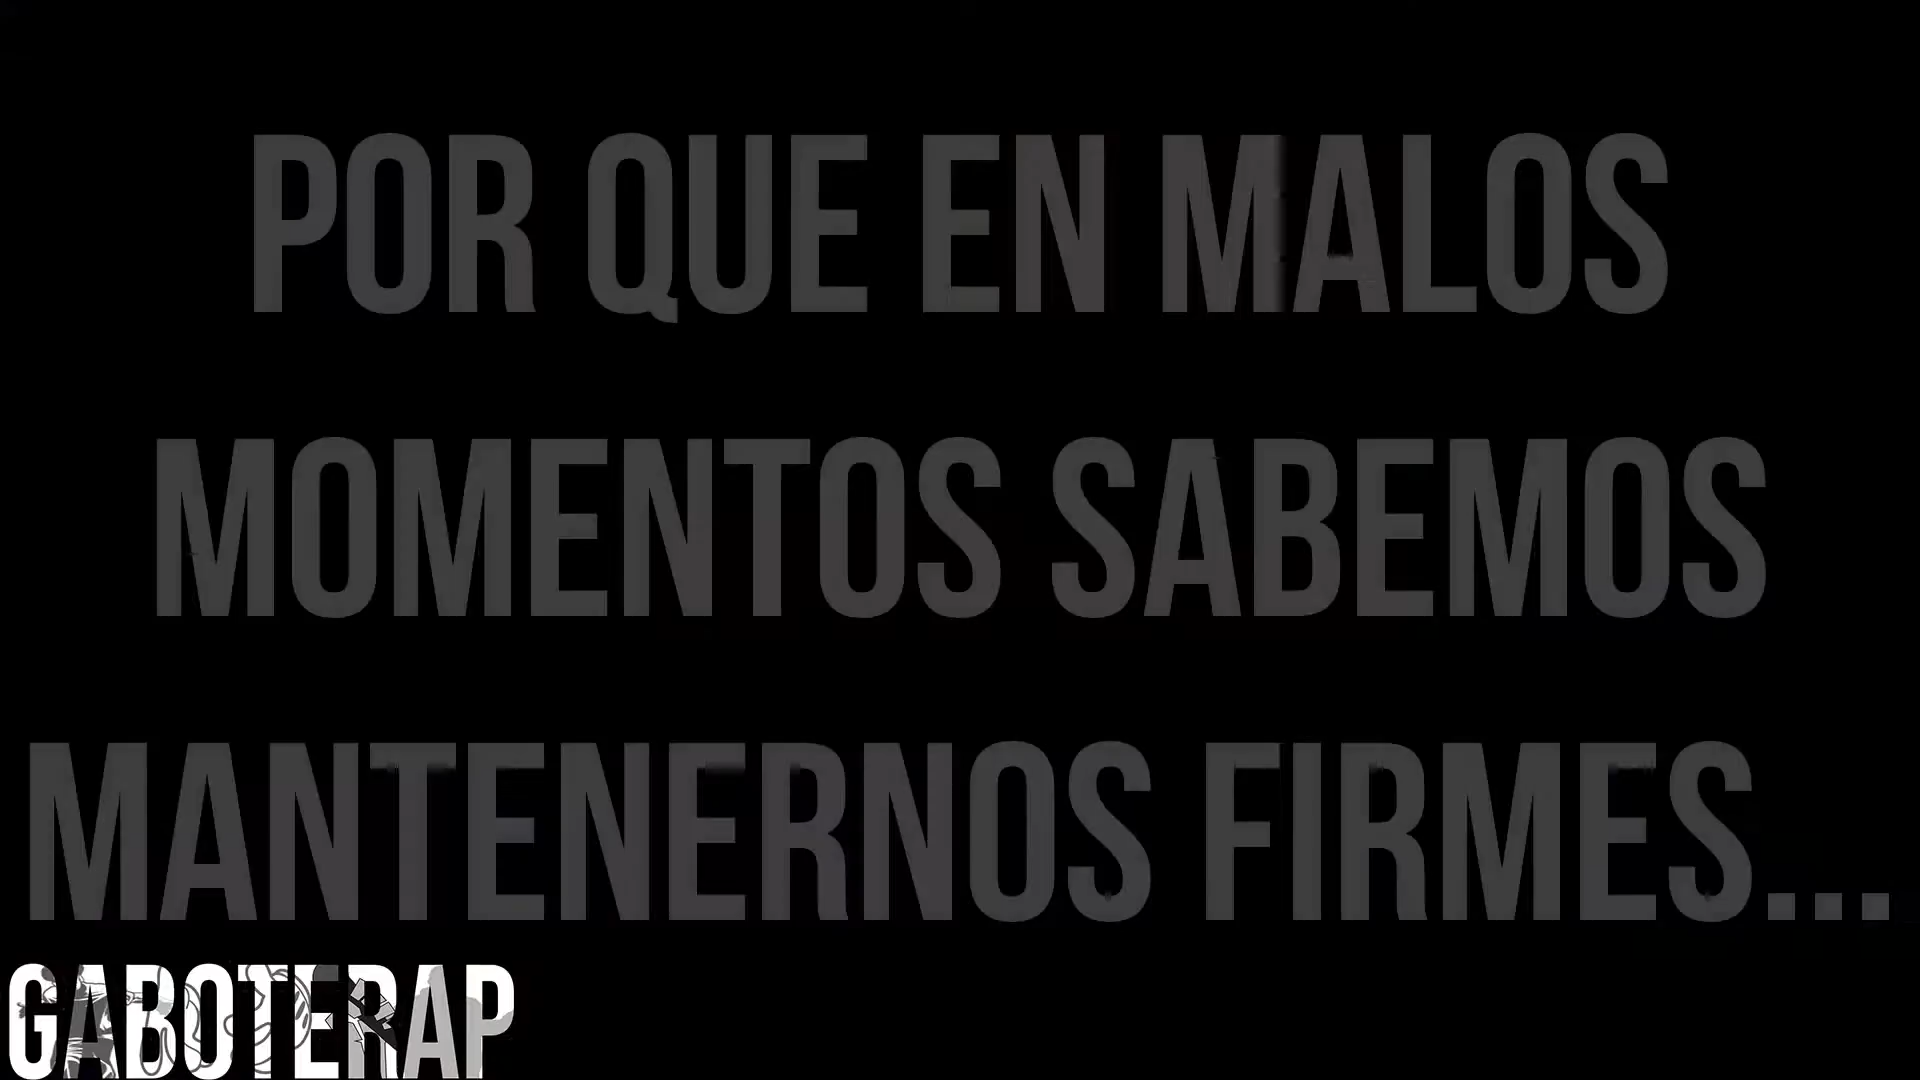 POR QUE EN MALOS
MOMENTOS SABEMOS
MANTENERNOS FIRMES...
GABOTERAP